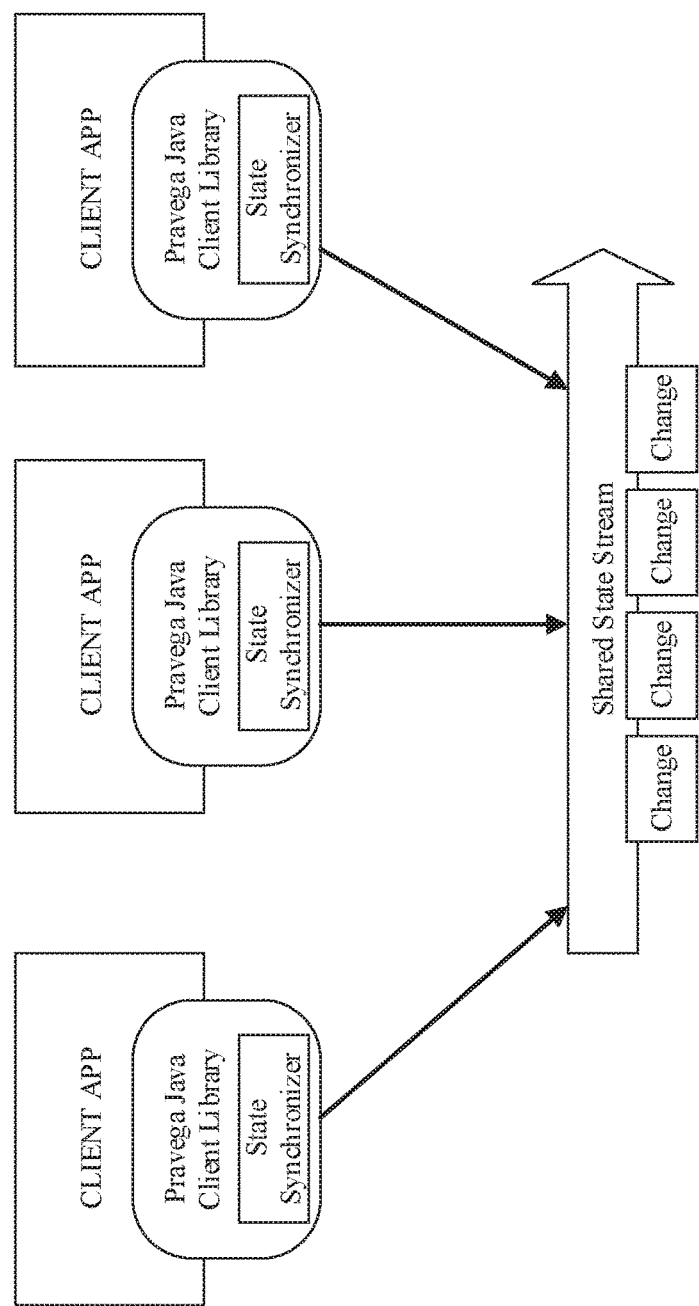 CLIENT APP
Pravega Java
Client Library
State
Synchronizer
CLIENT APP
Pravega Java
Client Library
State
Synchronizer
CLIENT APP
Pravega Java
Client Library
State
Synchronizer
Shared State Stream
Change
Change
Change
Change